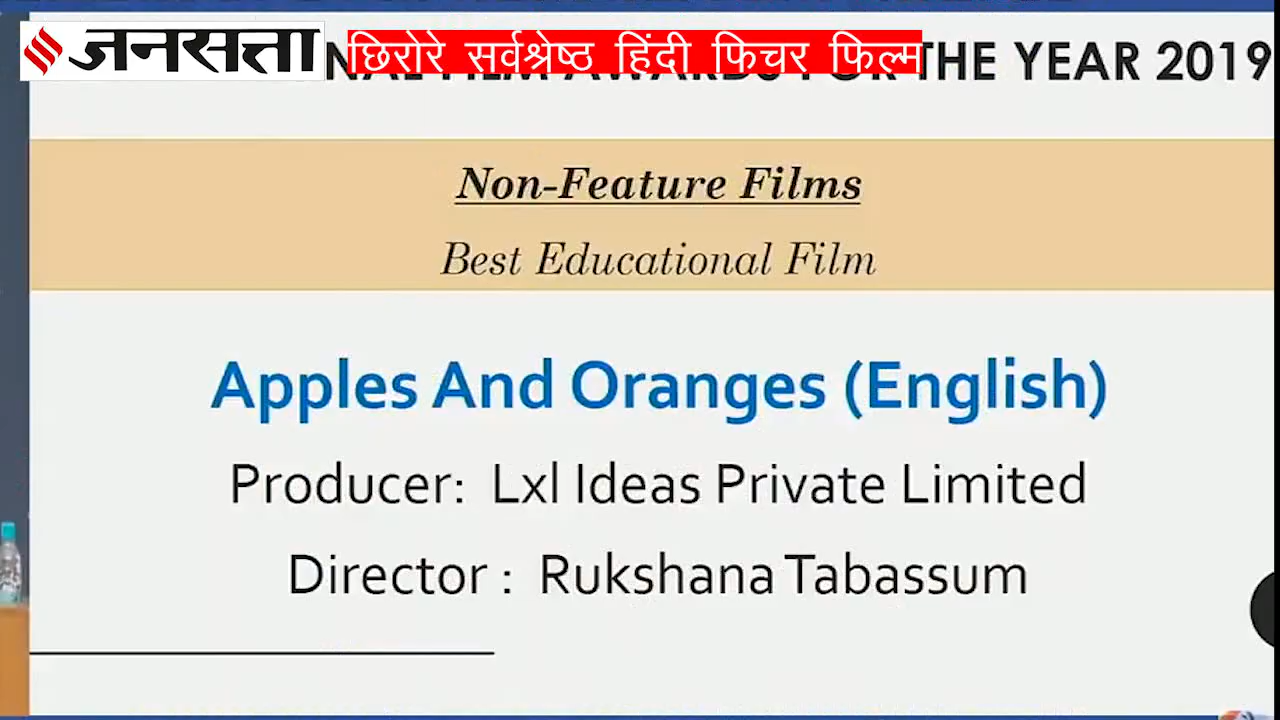 जनसत्ता
छिरोरे सर्वश्रेष्ठ हिंदी फिचर फिल्म
THE YEAR 2019
Non-Feature Films
Best Educational Film
Apples And Oranges (English)
Producer: Lxl Ideas Private Limited
Director : Rukshana Tabassum